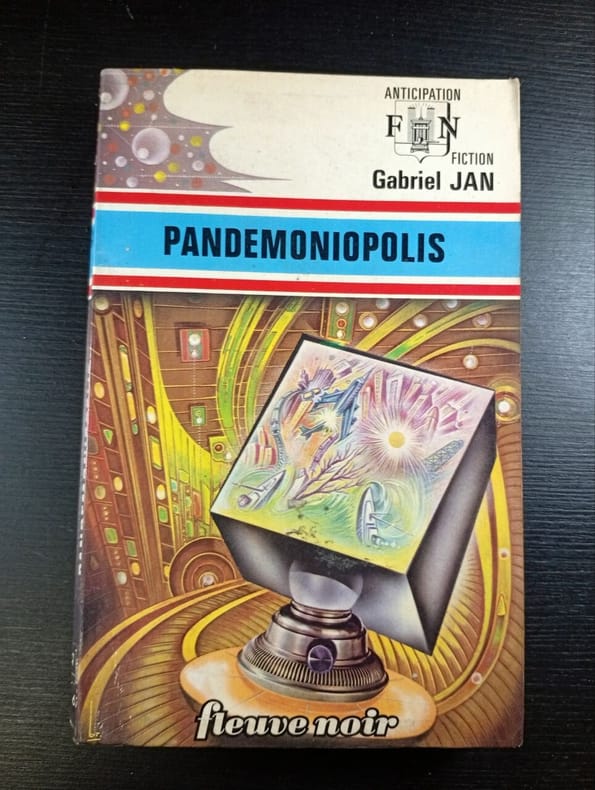 ANTICIPATION
FN
FICTION
Gabriel JAN
PANDEMONIOPOLIS
fleuve noir